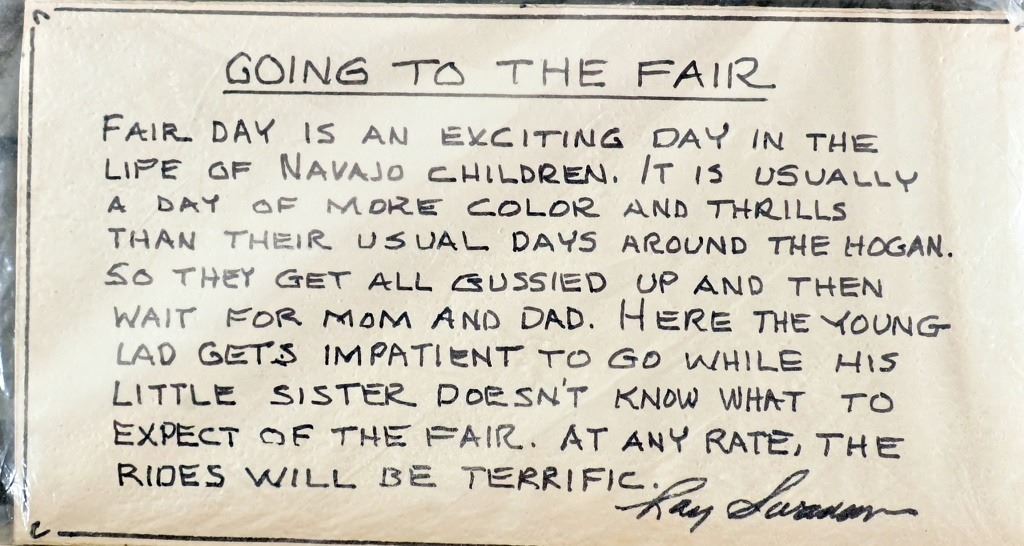 GOING TO THE FAIR
FAIR DAY IS AN EXCITING DAY IN THE
LIFE OF NAVAJO CHILDREN. IT IS USUALLY
A DAY OF MORE COLOR AND THRILLS
THAN THEIR USUAL DAYS AROUND THE HOGAN.
SO THEY GET ALL GUSSIED UP AND THEN
WAIT FOR MOM AND DAD. HERE THE YOUNG
LAD GETS IMPATIENT TO GO WHILE HIS
LITTLE SISTER DOESN'T KNOW WHAT TO
EXPECT OF THE FAIR. AT ANY RATE, THE
RIDES WILL BE TERRIFIC.
Ray Swanson